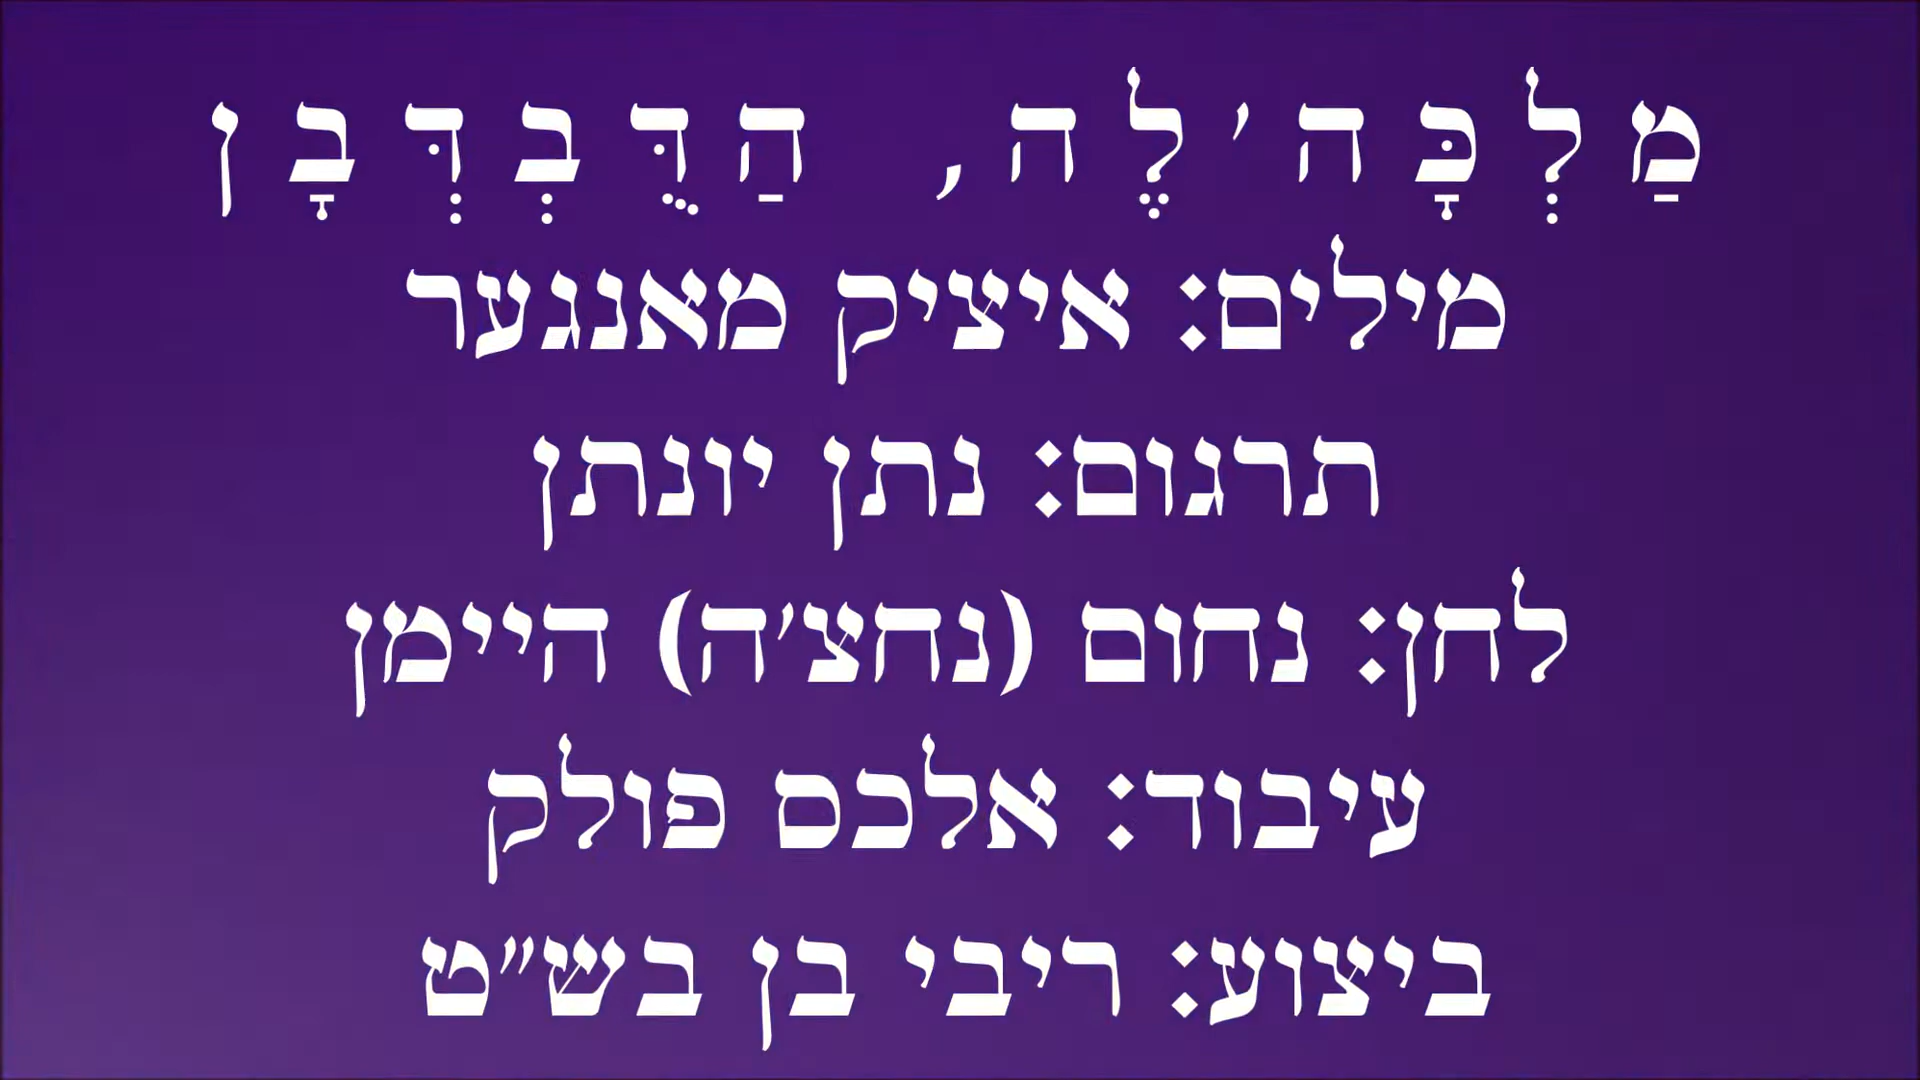 מַלְכָּה'לֶה, הַדֻּבְדְּבָן
מילים: איציק מאנגער
תרגום: נתן יונתן
לחן: נחום (נחצ'ה) היימן
עיבוד: אלכס פולק
ביצוע: ריבי בן בש"ט